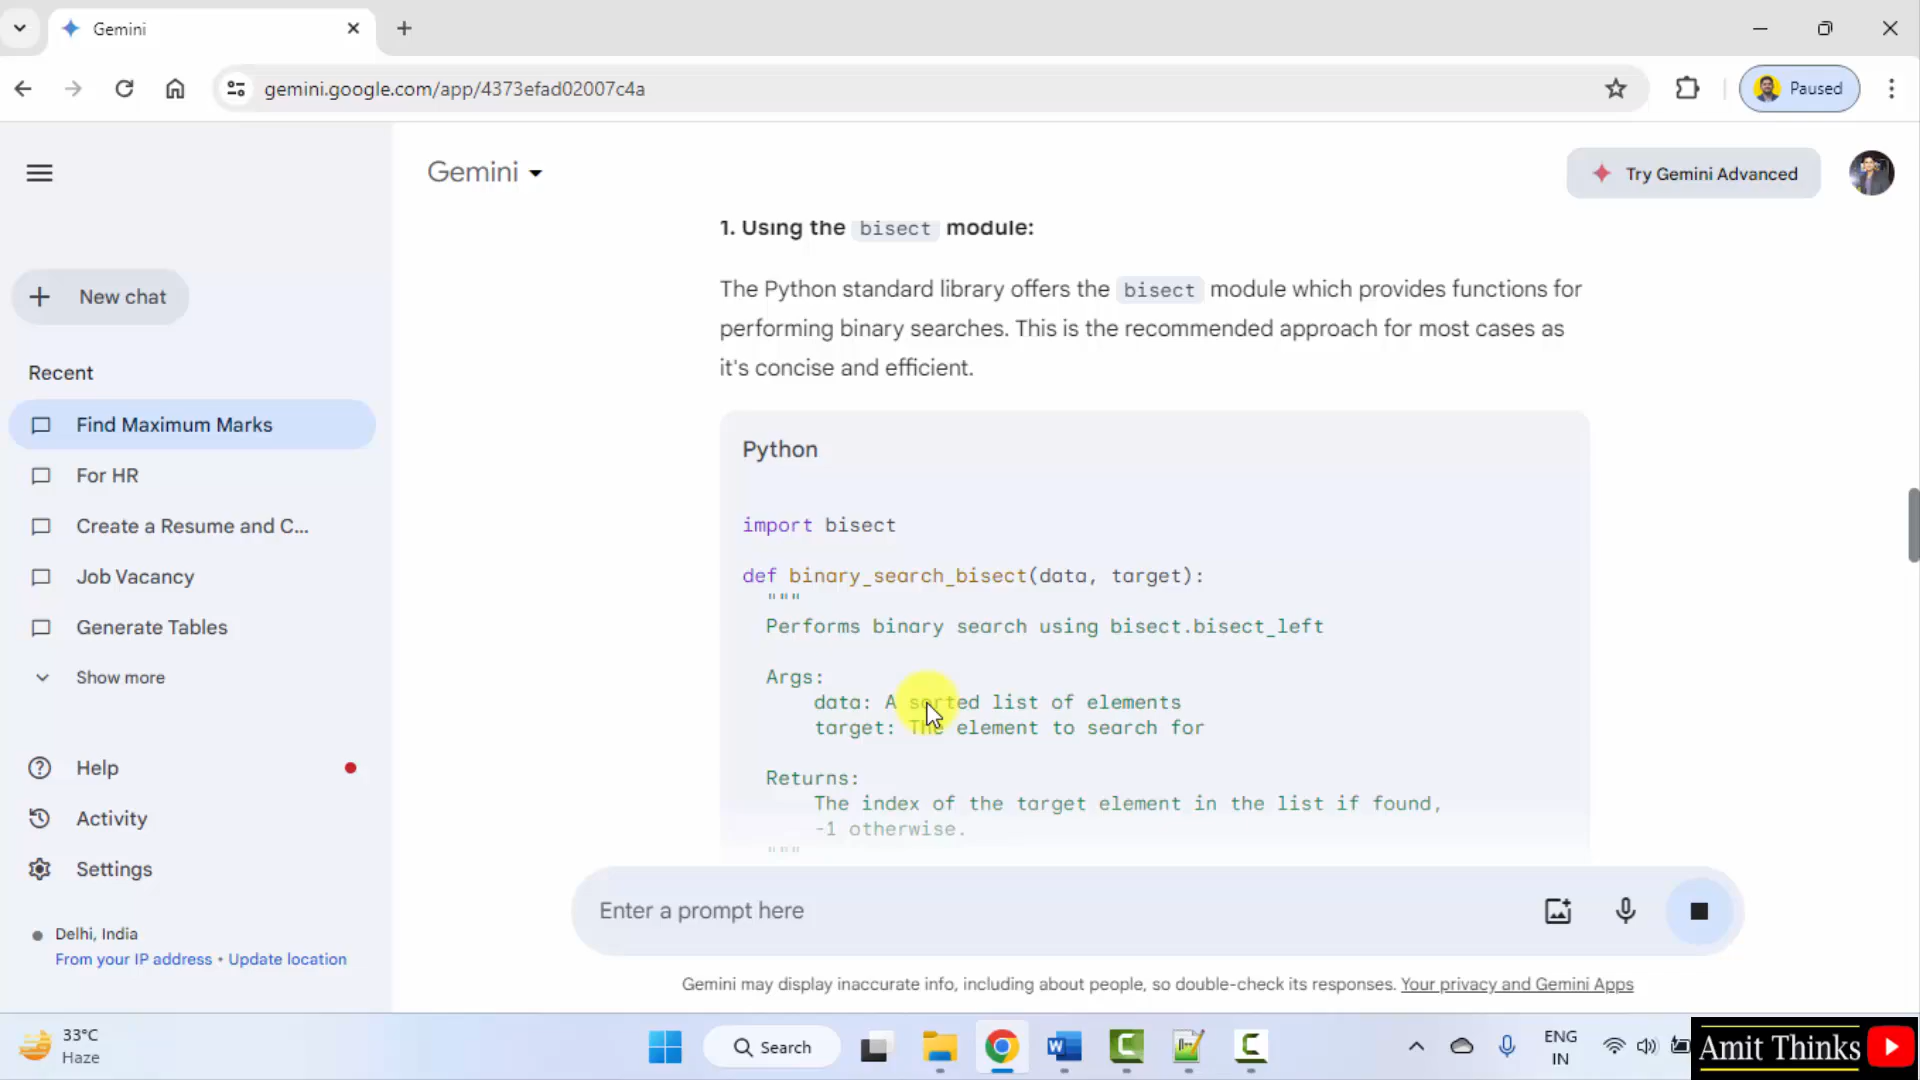 Gemini
gemini.google.com/app/4373efad02007c4a
Paused
Gemini
Try Gemini Advanced
New chat
Recent
Find Maximum Marks
For HR
Create a Resume and C...
Job Vacancy
Generate Tables
Show more
Help
Activity
Settings
Delhi, India
From your IP address • Update location
1. Using the bisect module:
The Python standard library offers the bisect module which provides functions for
performing binary searches. This is the recommended approach for most cases as
it's concise and efficient.
Python
import bisect
def binary_search_bisect(data, target):
"""
Performs binary search using bisect.bisect_left
Args:
data: A sorted list of elements
target: The element to search for
Returns:
The index of the target element in the list if found,
-1 otherwise.
"""
Enter a prompt here
Gemini may display inaccurate info, including about people, so double-check its responses. Your privacy and Gemini Apps
33°C
Haze
Search
ENG
IN
Amit Thinks